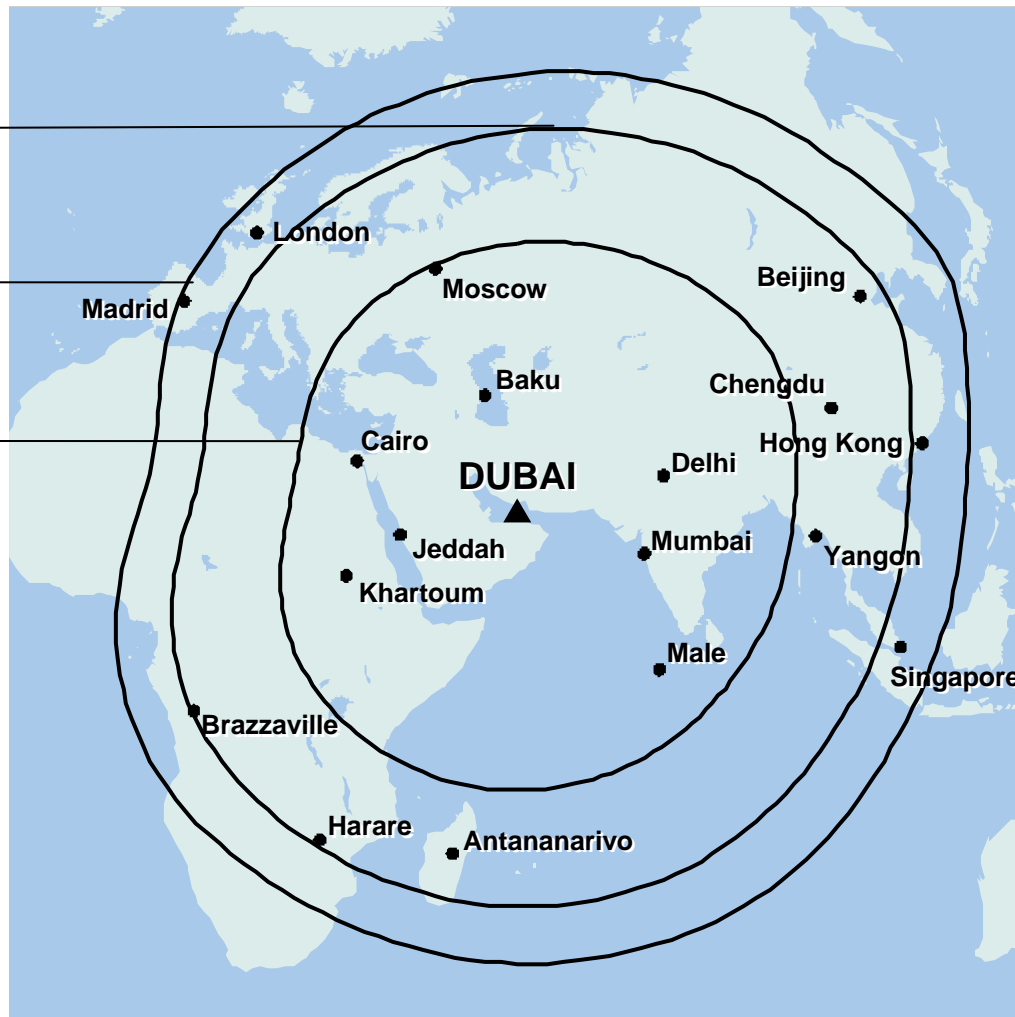 London
Moscow
Beijing
Madrid
Baku
Chengdu
Cairo
Hong Kong
Delhi
DUBAI
Jeddah
Mumbai
Yangon
Khartoum
Male
Singapore
Brazzaville
Harare
Antananarivo